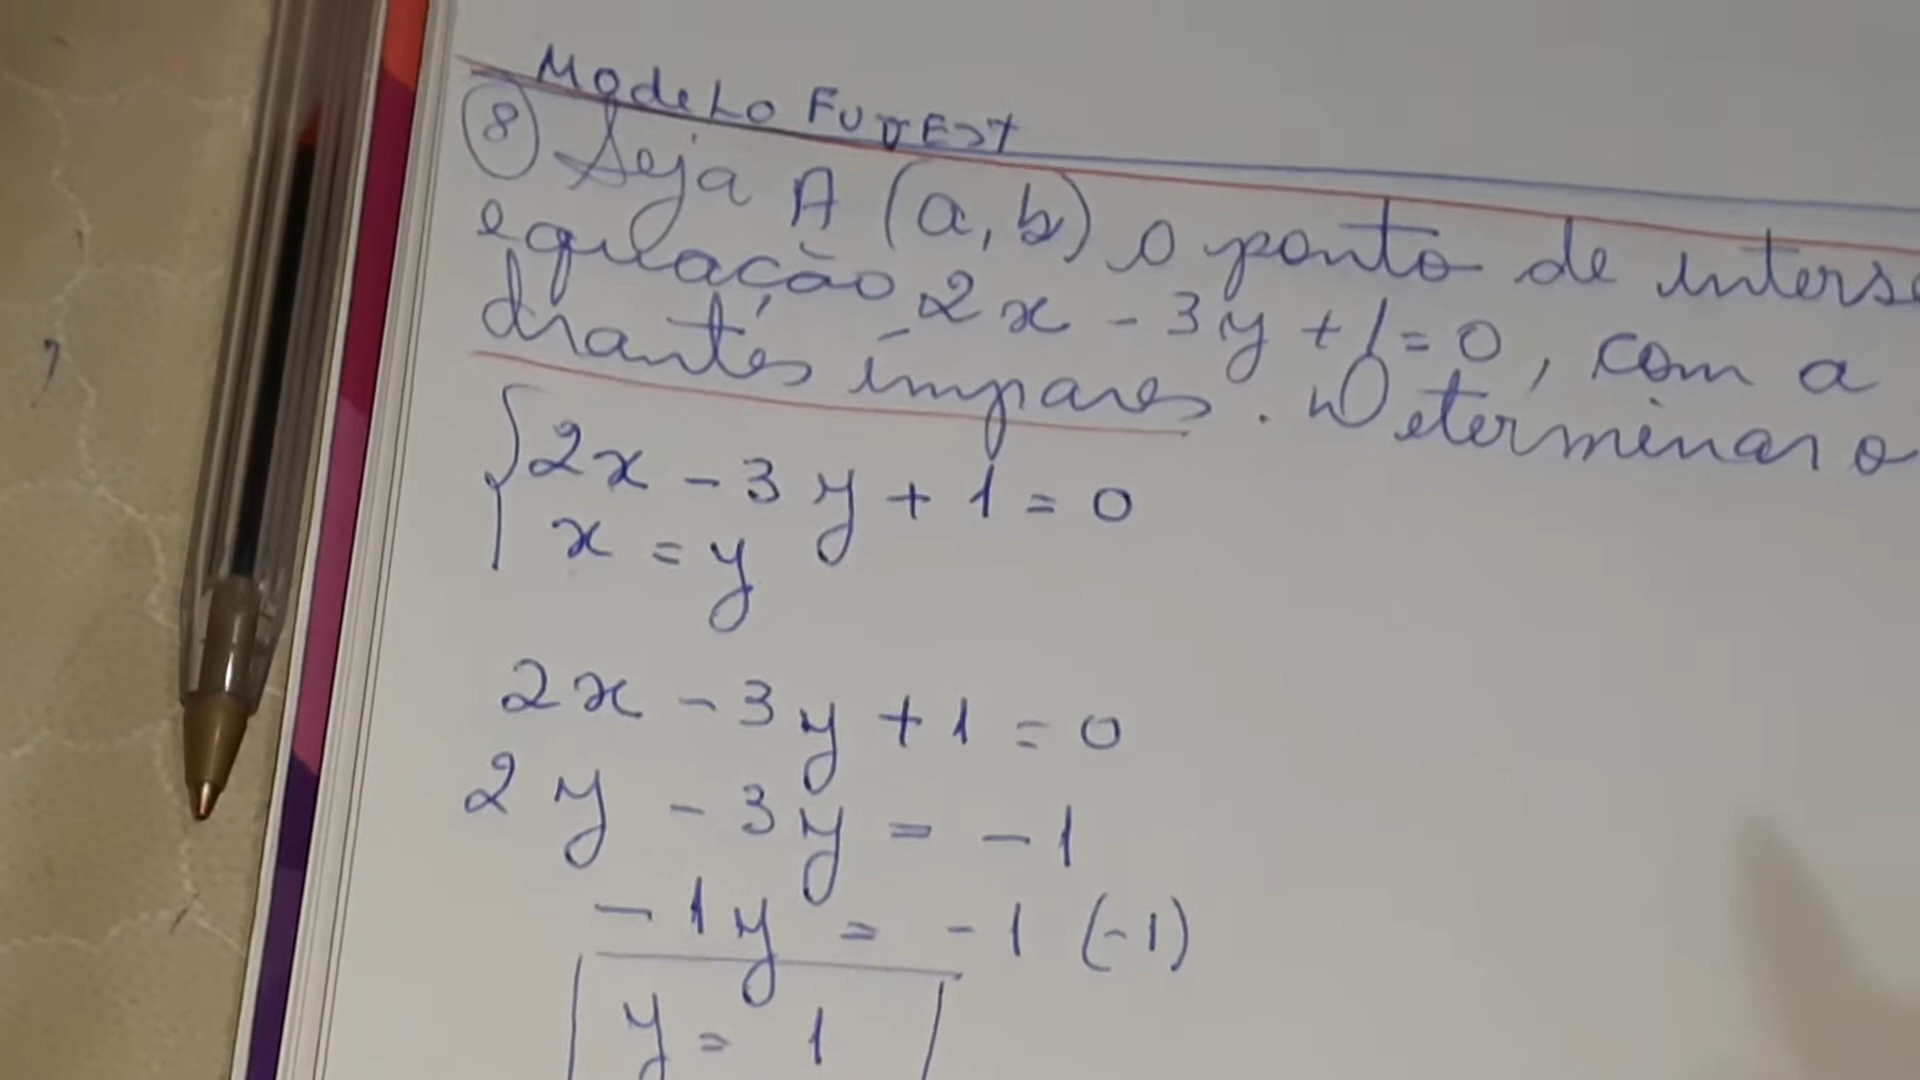 Modelo FUVEST
8 Seja A (a, b) o ponto de interse
equação 2x - 3y + 1 = 0, com a
drantes ímpares. Determinar o
2x - 3y + 1 = 0
x = y
2x - 3y + 1 = 0
2y - 3y = -1
-1y = -1 (-1)
y = 1